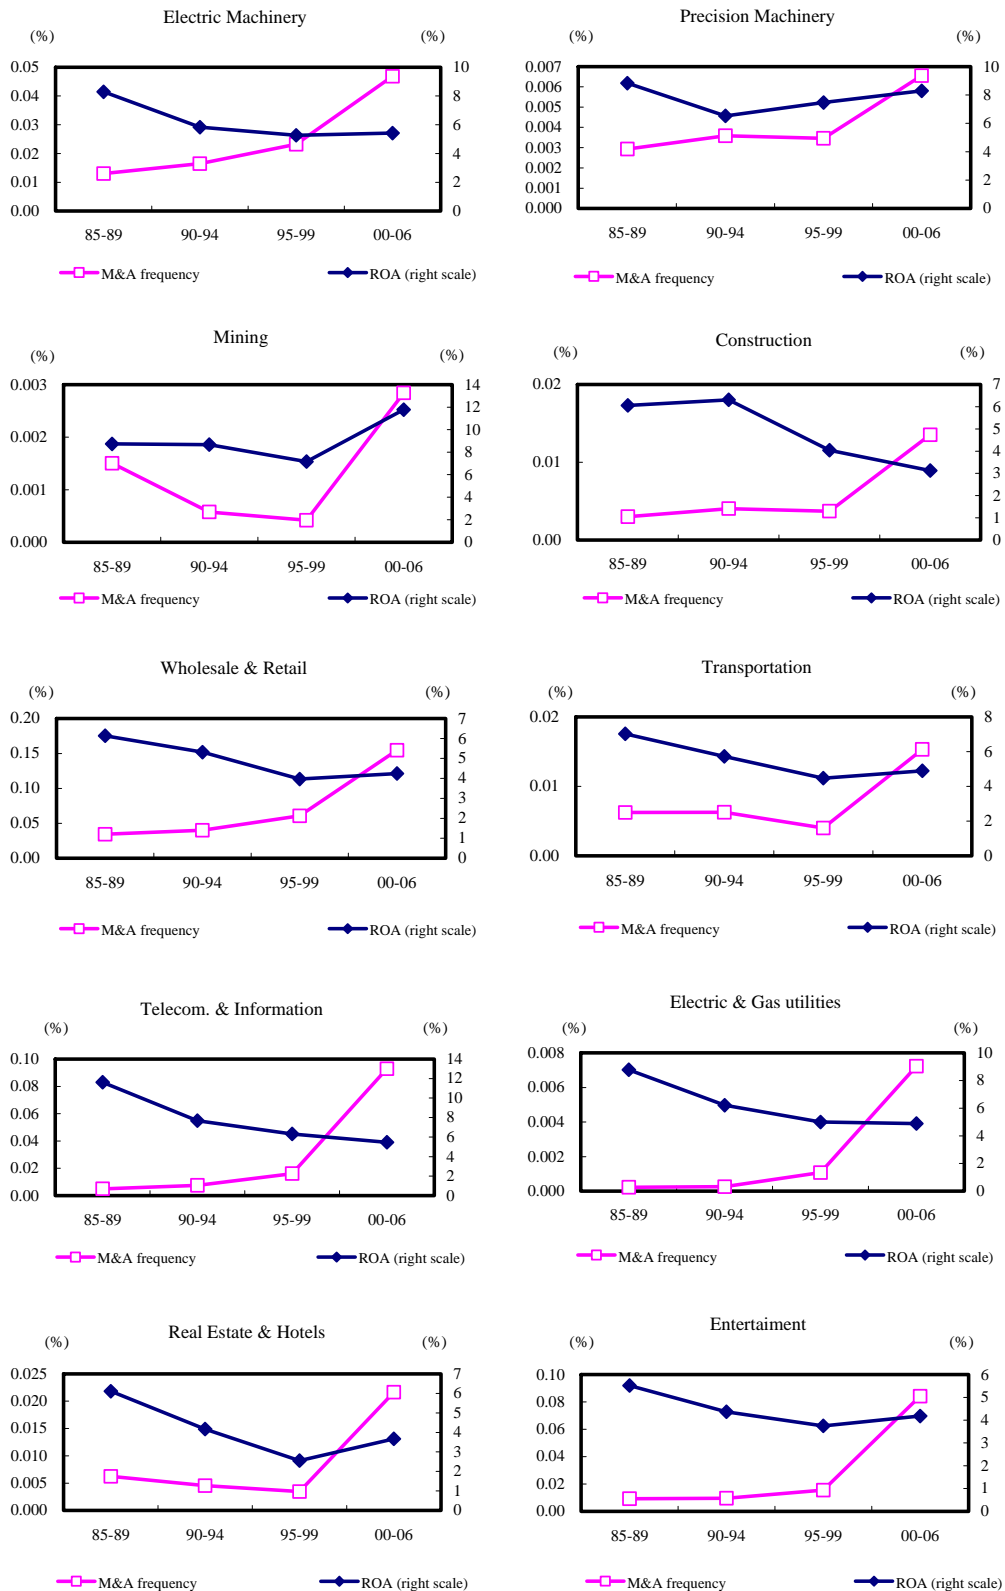 Electric Machinery
(%) (%)
0.05 10
0.04 8
0.03 6
0.02 4
0.01 2
0.00 0
85-89 90-94 95-99 00-06
M&A frequency ROA (right scale)
Precision Machinery
(%) (%)
0.007 10
0.006 8
0.005
0.004 6
0.003 4
0.002
0.001 2
0.000 0
85-89 90-94 95-99 00-06
M&A frequency ROA (right scale)
Mining
(%) (%)
0.003 14
12
0.002 10
8
0.001 6
4
2
0.000 0
85-89 90-94 95-99 00-06
M&A frequency ROA (right scale)
Construction
(%) (%)
0.02 7
6
5
0.01 4
3
2
1
0.00 0
85-89 90-94 95-99 00-06
M&A frequency ROA (right scale)
Wholesale & Retail
(%) (%)
0.20 7
6
0.15 5
0.10 4
3
0.05 2
1
0.00 0
85-89 90-94 95-99 00-06
M&A frequency ROA (right scale)
Transportation
(%) (%)
0.02 8
6
0.01 4
2
0.00 0
85-89 90-94 95-99 00-06
M&A frequency ROA (right scale)
Telecom. & Information
(%) (%)
0.10 14
0.08 12
10
0.06 8
0.04 6
4
0.02 2
0.00 0
85-89 90-94 95-99 00-06
M&A frequency ROA (right scale)
Electric & Gas utilities
(%) (%)
0.008 10
0.006 8
6
0.004 4
0.002 2
0.000 0
85-89 90-94 95-99 00-06
M&A frequency ROA (right scale)
Real Estate & Hotels
(%) (%)
0.025 7
0.020 6
5
0.015 4
0.010 3
0.005 2
1
0.000 0
85-89 90-94 95-99 00-06
M&A frequency ROA (right scale)
Entertaiment
(%) (%)
0.10 6
0.08 5
0.06 4
3
0.04 2
0.02 1
0.00 0
85-89 90-94 95-99 00-06
M&A frequency ROA (right scale)